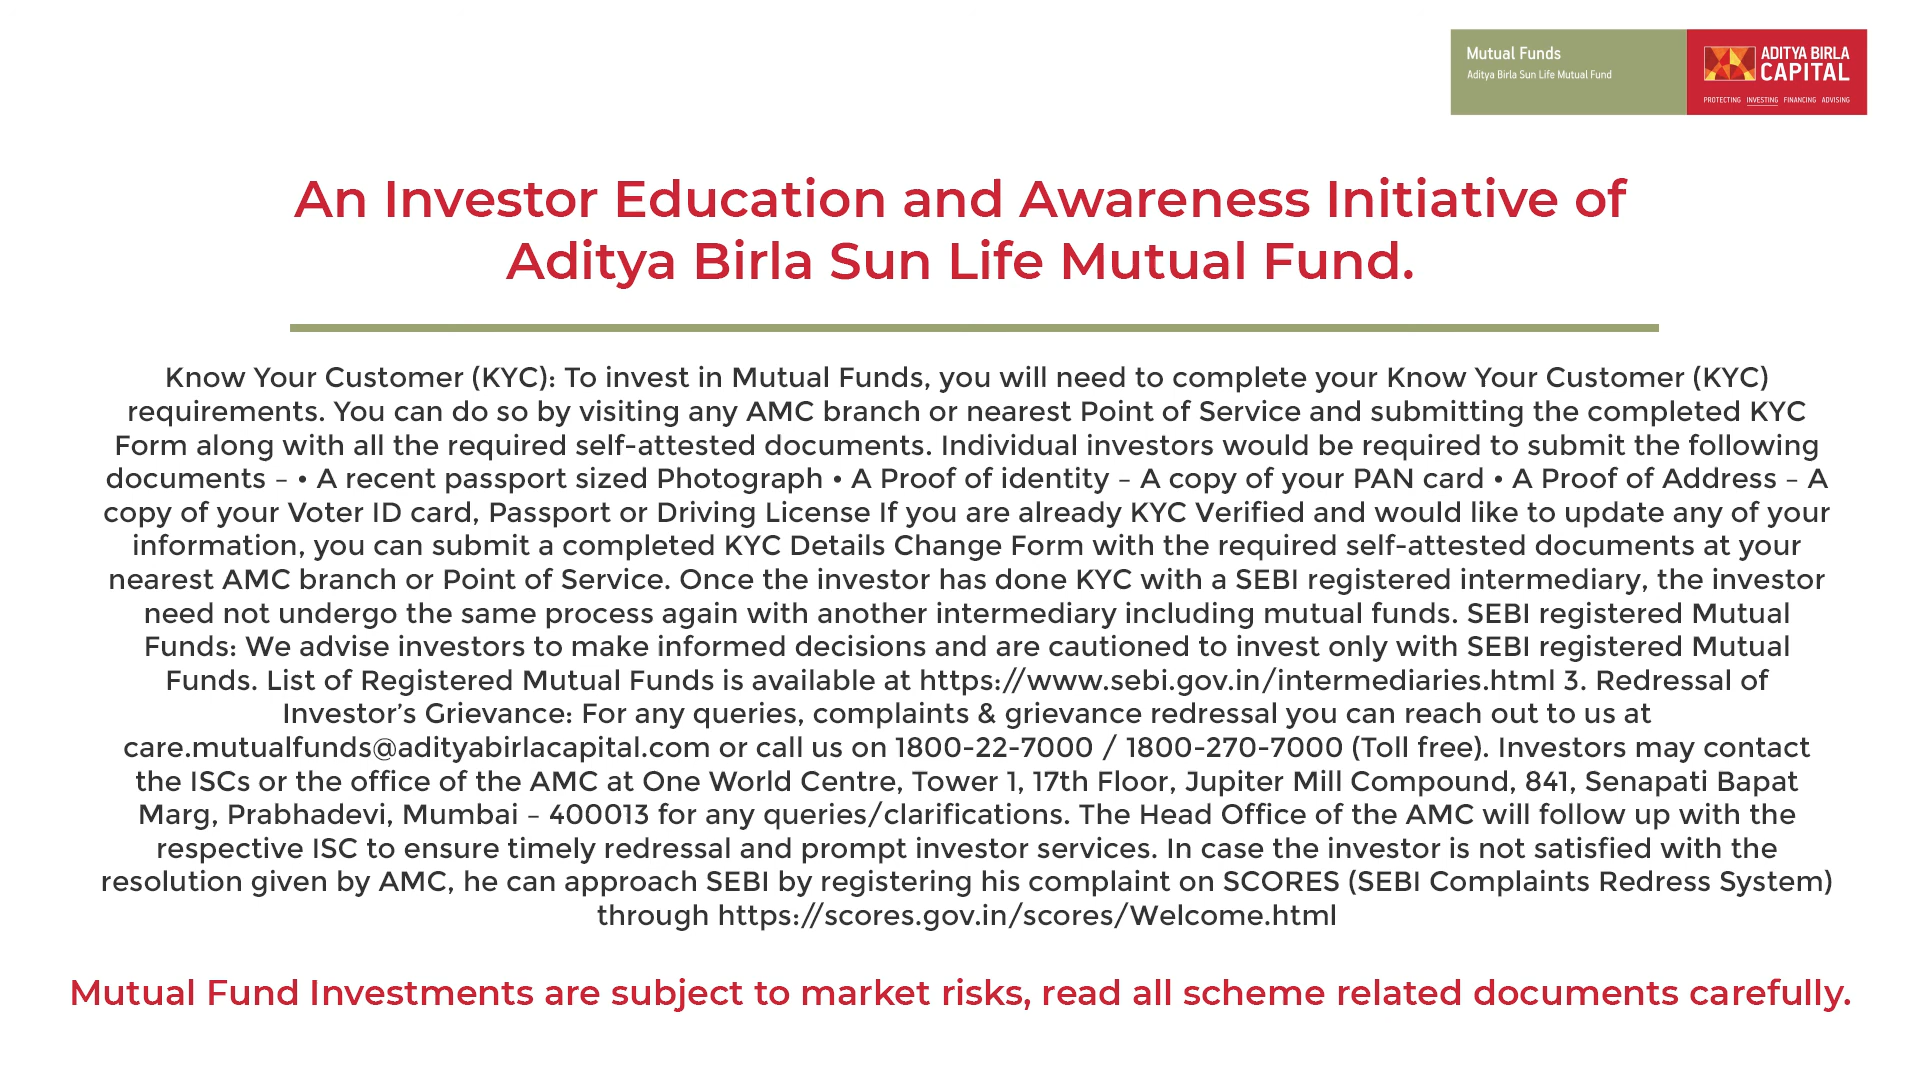 Mutual Funds
Aditya Birla Sun Life Mutual Fund
ADITYA BIRLA
CAPITAL
PROTECTING INVESTING FINANCING ADVISING
An Investor Education and Awareness Initiative of
Aditya Birla Sun Life Mutual Fund.
Know Your Customer (KYC): To invest in Mutual Funds, you will need to complete your Know Your Customer (KYC)
requirements. You can do so by visiting any AMC branch or nearest Point of Service and submitting the completed KYC
Form along with all the required self-attested documents. Individual investors would be required to submit the following
documents – • A recent passport sized Photograph • A Proof of identity – A copy of your PAN card • A Proof of Address – A
copy of your Voter ID card, Passport or Driving License If you are already KYC Verified and would like to update any of your
information, you can submit a completed KYC Details Change Form with the required self-attested documents at your
nearest AMC branch or Point of Service. Once the investor has done KYC with a SEBI registered intermediary, the investor
need not undergo the same process again with another intermediary including mutual funds. SEBI registered Mutual
Funds: We advise investors to make informed decisions and are cautioned to invest only with SEBI registered Mutual
Funds. List of Registered Mutual Funds is available at https://www.sebi.gov.in/intermediaries.html 3. Redressal of
Investor’s Grievance: For any queries, complaints & grievance redressal you can reach out to us at
care.mutualfunds@adityabirlacapital.com or call us on 1800-22-7000 / 1800-270-7000 (Toll free). Investors may contact
the ISCs or the office of the AMC at One World Centre, Tower 1, 17th Floor, Jupiter Mill Compound, 841, Senapati Bapat
Marg, Prabhadevi, Mumbai – 400013 for any queries/clarifications. The Head Office of the AMC will follow up with the
respective ISC to ensure timely redressal and prompt investor services. In case the investor is not satisfied with the
resolution given by AMC, he can approach SEBI by registering his complaint on SCORES (SEBI Complaints Redress System)
through https://scores.gov.in/scores/Welcome.html
Mutual Fund Investments are subject to market risks, read all scheme related documents carefully.